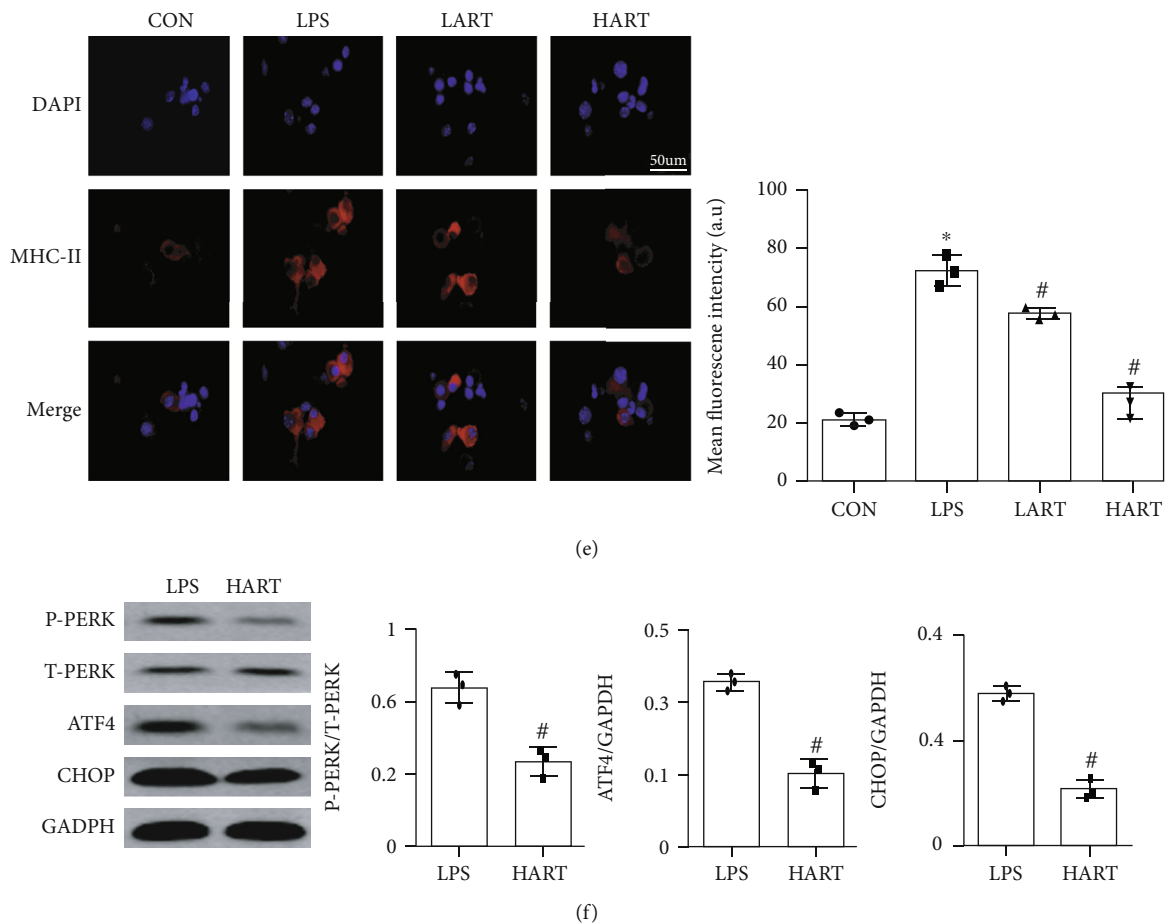 CON LPS LART HART
DAPI
50um
MHC-II
Merge
Mean fluorescene intencity (a.u)
100
80
60
40
20
0
*
#
#
CON LPS LART HART
(e)
LPS HART
P-PERK
T-PERK
ATF4
CHOP
GADPH
P-PERK/T-PERK
1
0.6
0.2
0
#
LPS HART
ATF4/GAPDH
0.5
0.3
0.1
0
#
LPS HART
CHOP/GAPDH
0.4
0.4
0
#
LPS HART
(f)